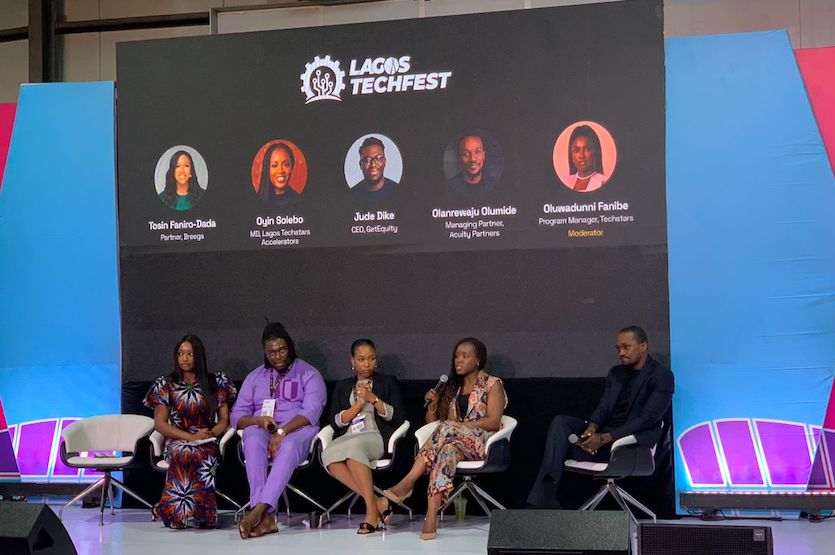 LAGOS
TECHFEST
Tosin Faniro-Dada
Partner, Breega
Oyin Solebo
MD, Lagos Techstars
Accelerators
Jude Dike
CEO, GetEquity
Olanrewaju Olumide
Managing Partner,
Acuity Partners
Oluwadunni Fanibe
Program Manager, Techstars
Moderator